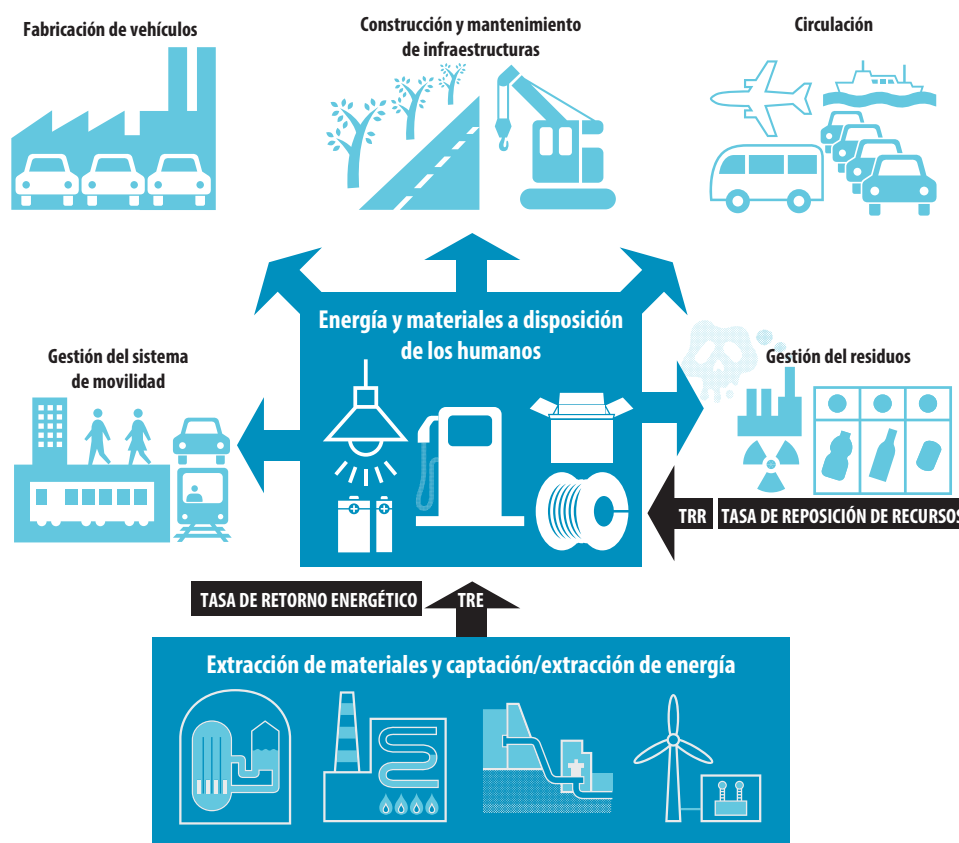 Fabricación de vehículos
Construcción y mantenimiento
de infraestructuras
Circulación
Energía y materiales a disposición
de los humanos
Gestión del sistema
de movilidad
Gestión del residuos
TRR TASA DE REPOSICIÓN DE RECURSOS
TASA DE RETORNO ENERGÉTICO TRE
Extracción de materiales y captación/extracción de energía